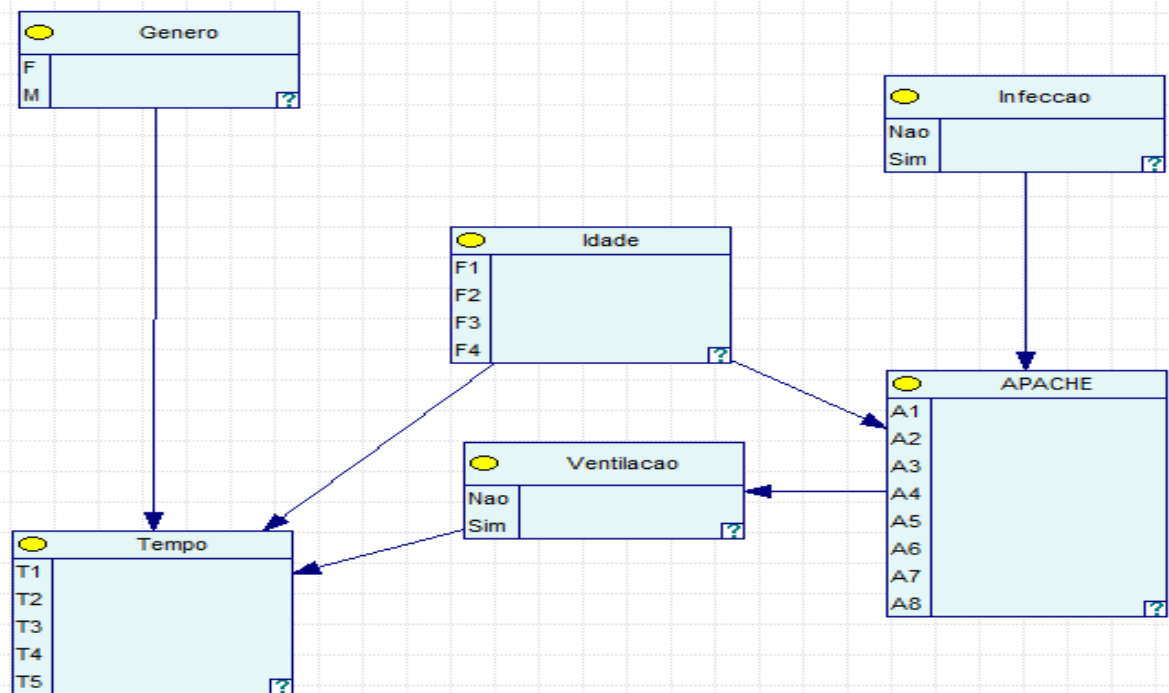 Genero
F
M
?
Infeccao
Nao
Sim
?
Idade
F1
F2
F3
F4
?
APACHE
A1
A2
A3
A4
A5
A6
A7
A8
?
Ventilacao
Nao
Sim
?
Tempo
T1
T2
T3
T4
T5
?